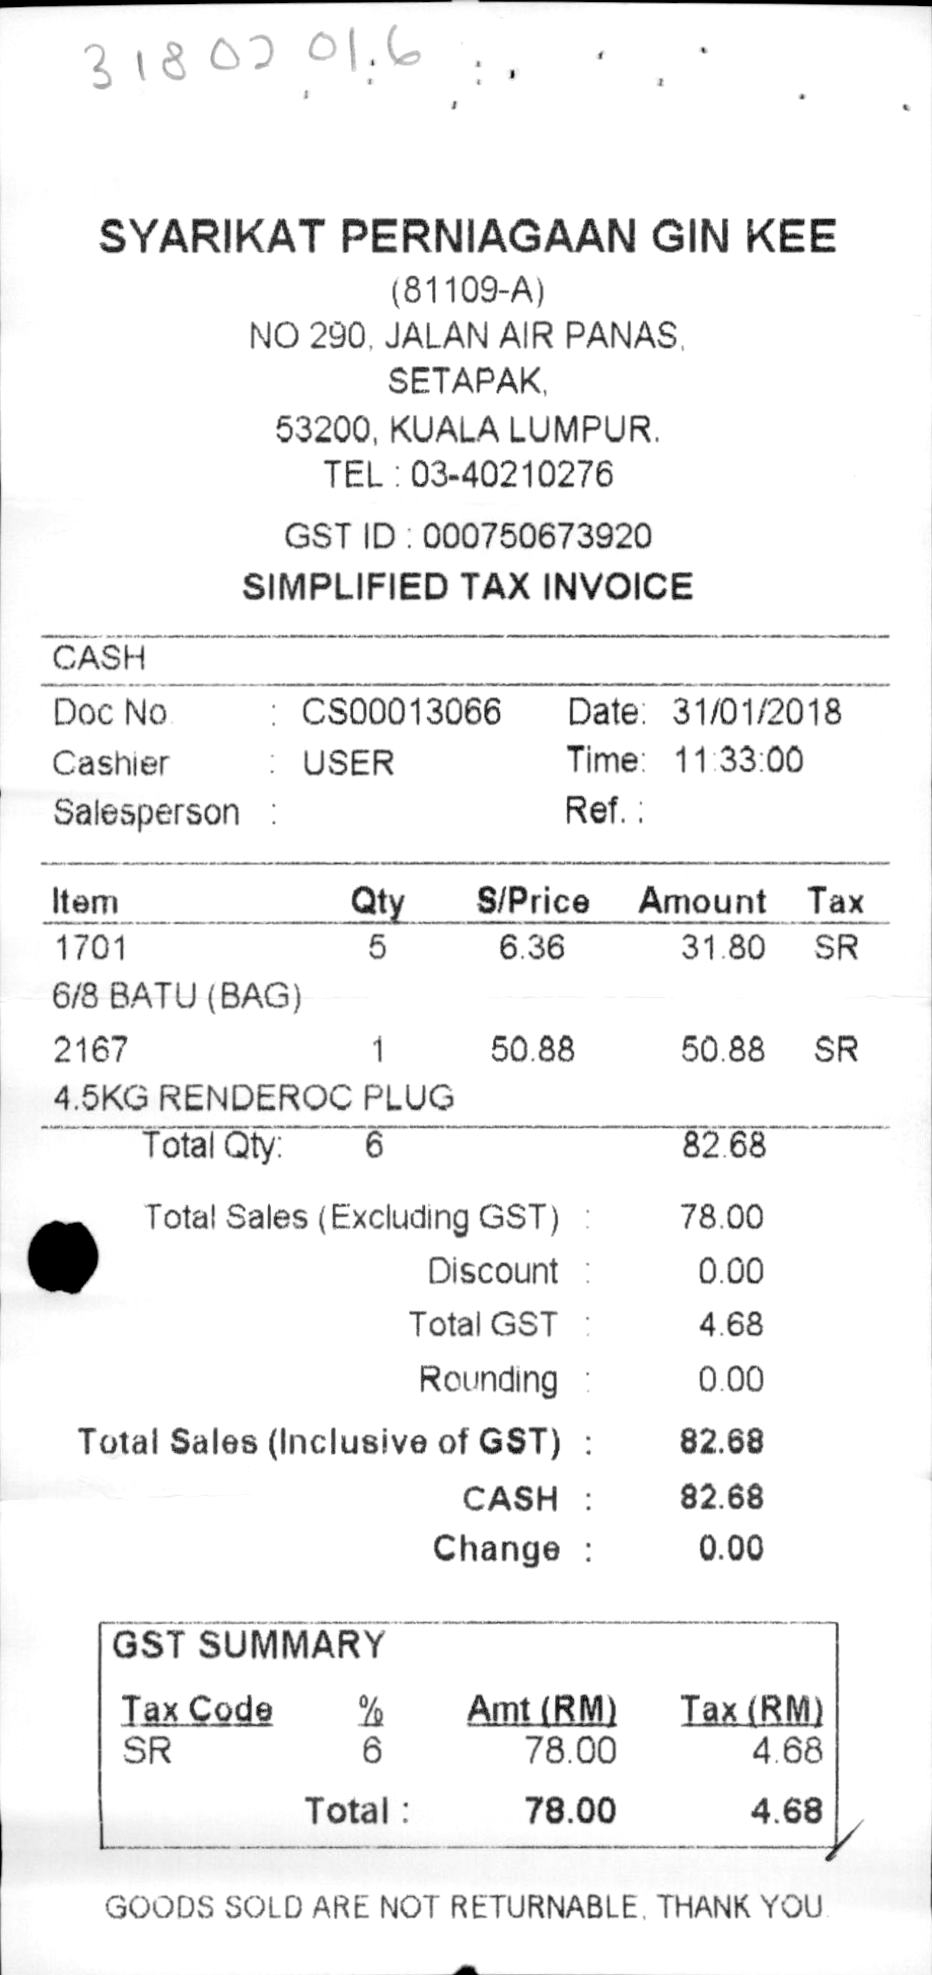 3180201.6
SYARIKAT PERNIAGAAN GIN KEE
(81109-A)
NO 290, JALAN AIR PANAS,
SETAPAK,
53200, KUALA LUMPUR.
TEL : 03-40210276
GST ID : 000750673920
SIMPLIFIED TAX INVOICE
CASH
Doc No. : CS00013066 Date: 31/01/2018
Cashier : USER Time: 11:33:00
Salesperson : Ref. :
Item Qty S/Price Amount Tax
1701 5 6.36 31.80 SR
6/8 BATU (BAG)
2167 1 50.88 50.88 SR
4.5KG RENDEROC PLUG
Total Qty: 6 82.68
Total Sales (Excluding GST) : 78.00
Discount : 0.00
Total GST : 4.68
Rounding : 0.00
Total Sales (Inclusive of GST) : 82.68
CASH : 82.68
Change : 0.00
GST SUMMARY
Tax Code % Amt (RM) Tax (RM)
SR 6 78.00 4.68
Total : 78.00 4.68
GOODS SOLD ARE NOT RETURNABLE, THANK YOU.